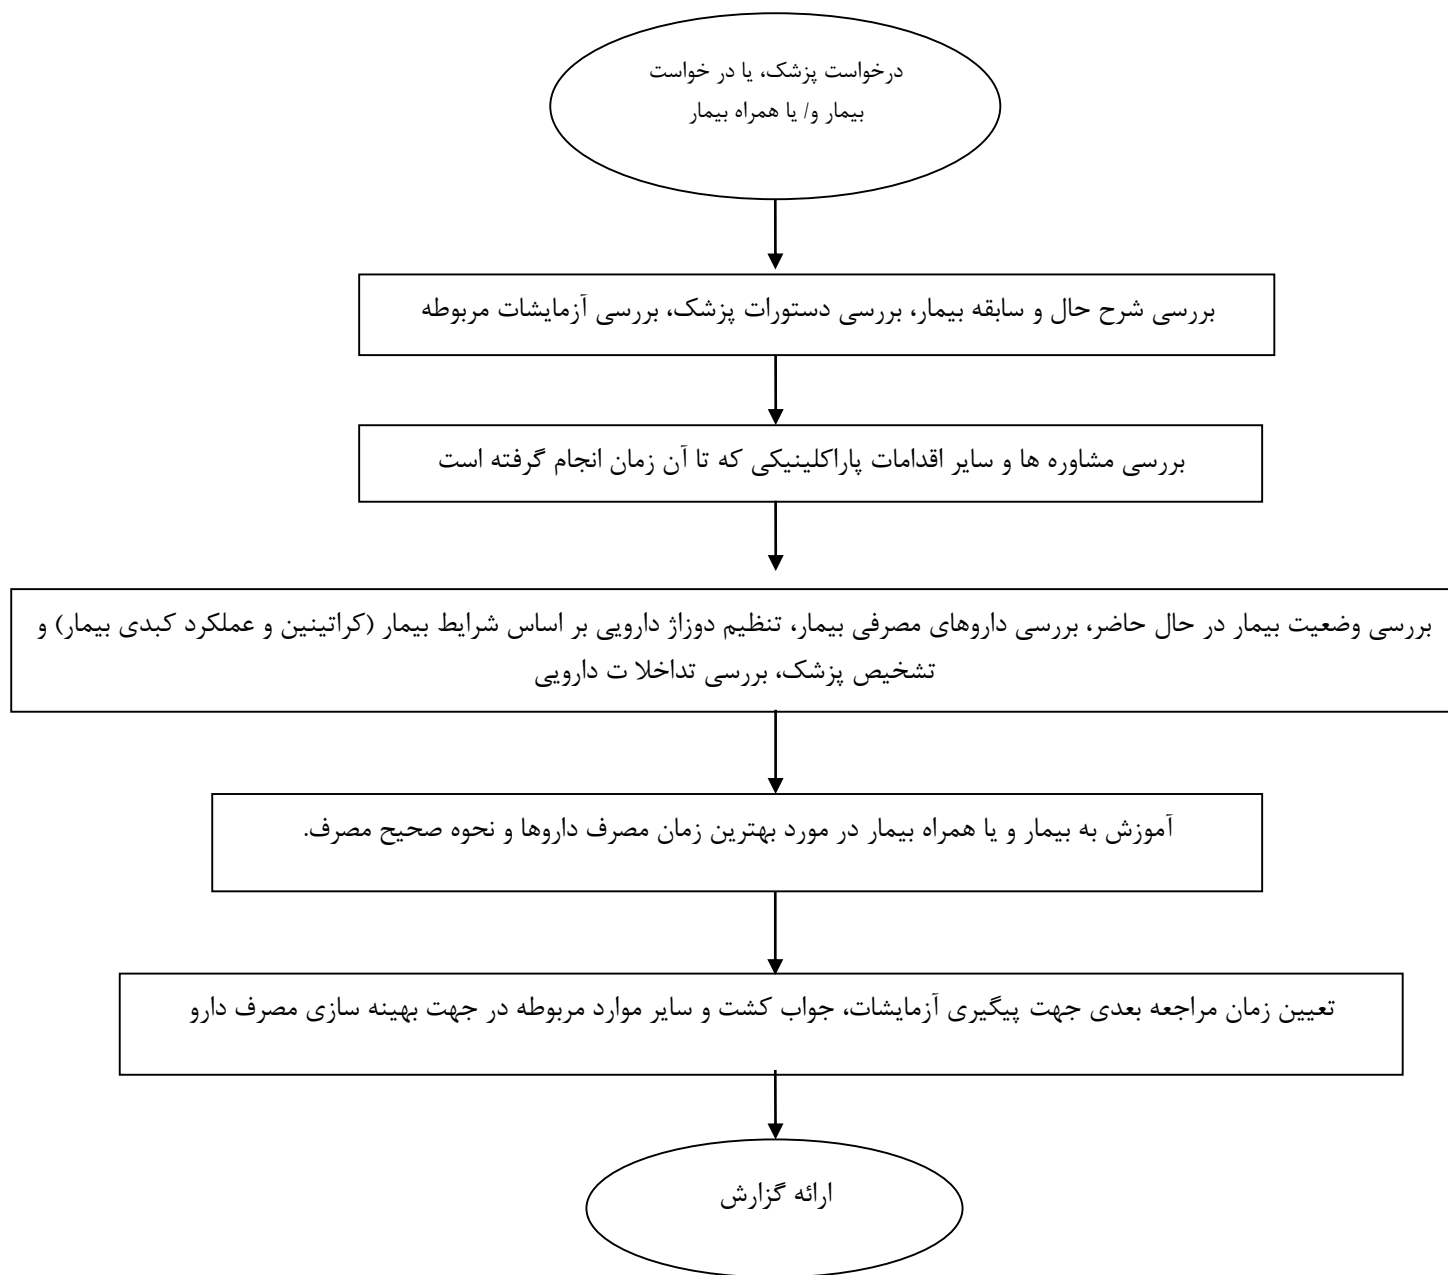 درخواست پزشک، یا در خواست
بیمار و/ یا همراه بیمار
بررسی شرح حال و سابقه بیمار، بررسی دستورات پزشک، بررسی آزمایشات مربوطه
بررسی مشاوره ها و سایر اقدامات پاراکلینیکی که تا آن زمان انجام گرفته است
بررسی وضعیت بیمار در حال حاضر، بررسی داروهای مصرفی بیمار، تنظیم دوزاژ دارویی بر اساس شرایط بیمار (کراتینین و عملکرد کبدی بیمار) و
تشخیص پزشک، بررسی تداخلا ت دارویی
آموزش به بیمار و یا همراه بیمار در مورد بهترین زمان مصرف داروها و نحوه صحیح مصرف.
تعیین زمان مراجعه بعدی جهت پیگیری آزمایشات، جواب کشت و سایر موارد مربوطه در جهت بهینه سازی مصرف دارو
ارائه گزارش